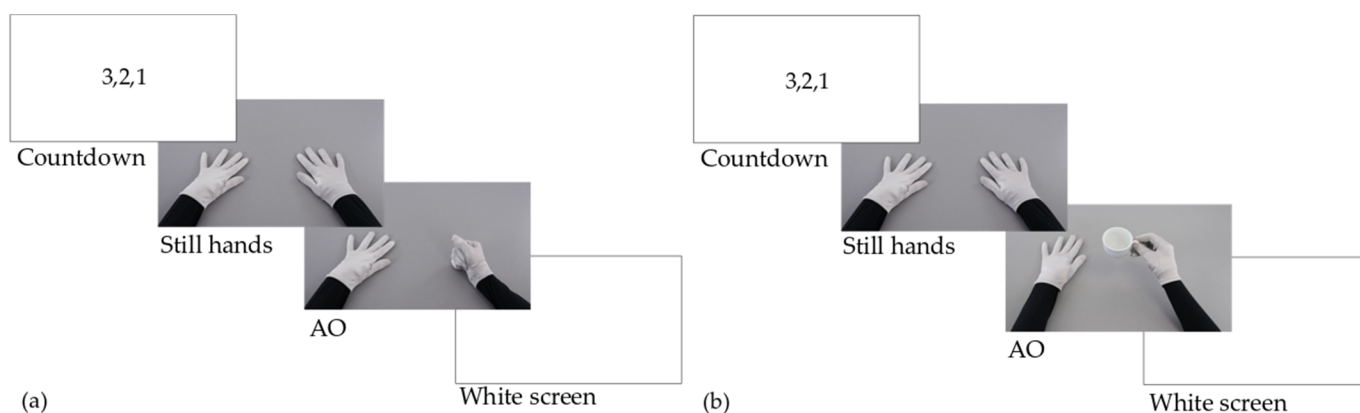 3,2,1
Countdown
Still hands
AO
White screen
(a)
3,2,1
Countdown
Still hands
AO
White screen
(b)